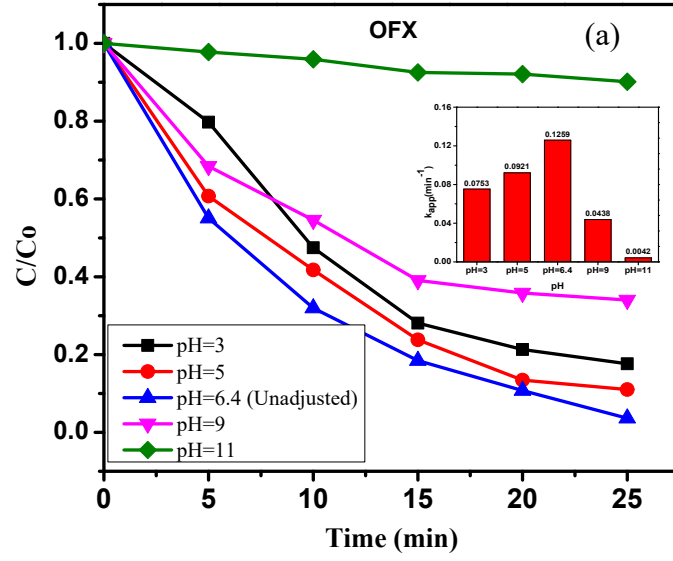 OFX
(a)
1.0
0.8
0.6
0.4
0.2
0.0
C/Co
0
5
10
15
20
25
Time (min)
pH=3
pH=5
pH=6.4 (Unadjusted)
pH=9
pH=11
0.16
0.12
0.08
0.04
0.00
k_app(min⁻¹)
0.0753
0.0921
0.1259
0.0438
0.0042
pH=3
pH=5
pH=6.4
pH=9
pH=11
pH